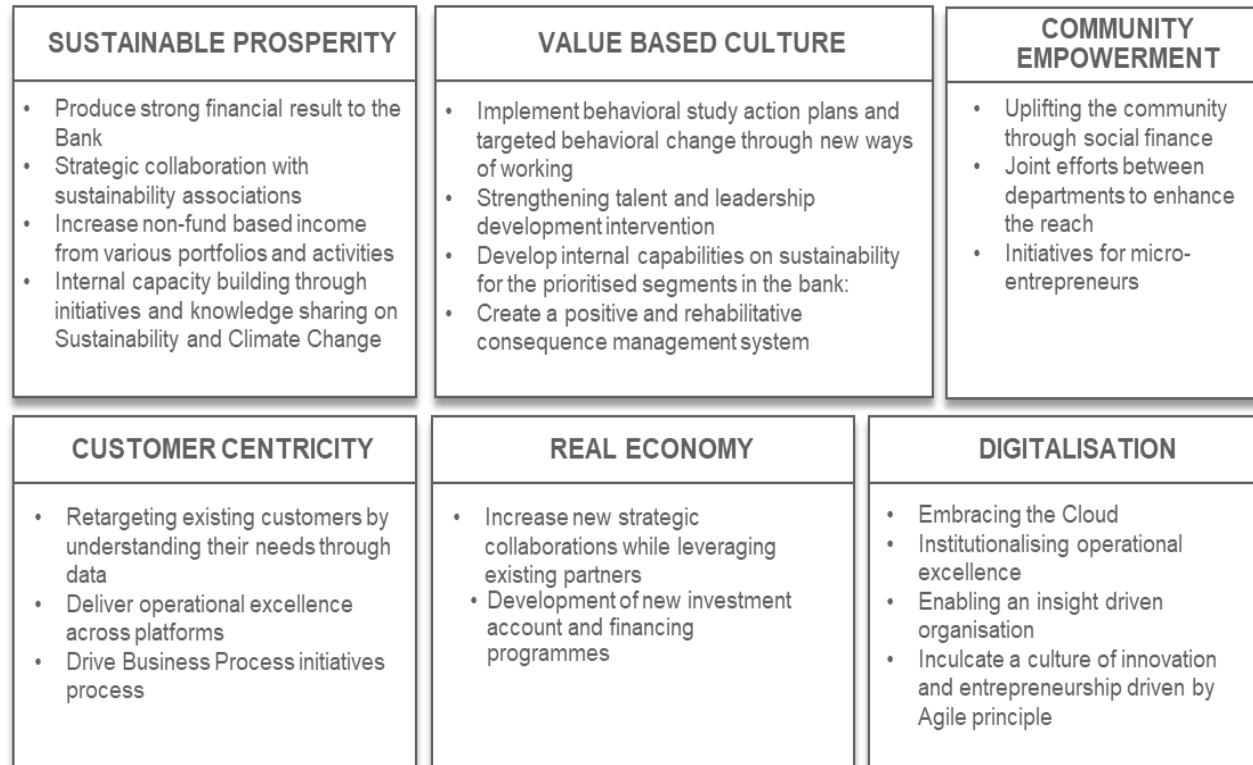 SUSTAINABLE PROSPERITY
• Produce strong financial result to the
Bank
• Strategic collaboration with
sustainability associations
• Increase non-fund based income
from various portfolios and activities
• Internal capacity building through
initiatives and knowledge sharing on
Sustainability and Climate Change
VALUE BASED CULTURE
• Implement behavioral study action plans and
targeted behavioral change through new ways
of working
• Strengthening talent and leadership
development intervention
• Develop internal capabilities on sustainability
for the prioritised segments in the bank:
• Create a positive and rehabilitative
consequence management system
COMMUNITY
EMPOWERMENT
• Uplifting the community
through social finance
• Joint efforts between
departments to enhance
the reach
• Initiatives for micro-
entrepreneurs
CUSTOMER CENTRICITY
• Retargeting existing customers by
understanding their needs through
data
• Deliver operational excellence
across platforms
• Drive Business Process initiatives
process
REAL ECONOMY
• Increase new strategic
collaborations while leveraging
existing partners
• Development of new investment
account and financing
programmes
DIGITALISATION
• Embracing the Cloud
• Institutionalising operational
excellence
• Enabling an insight driven
organisation
• Inculcate a culture of innovation
and entrepreneurship driven by
Agile principle